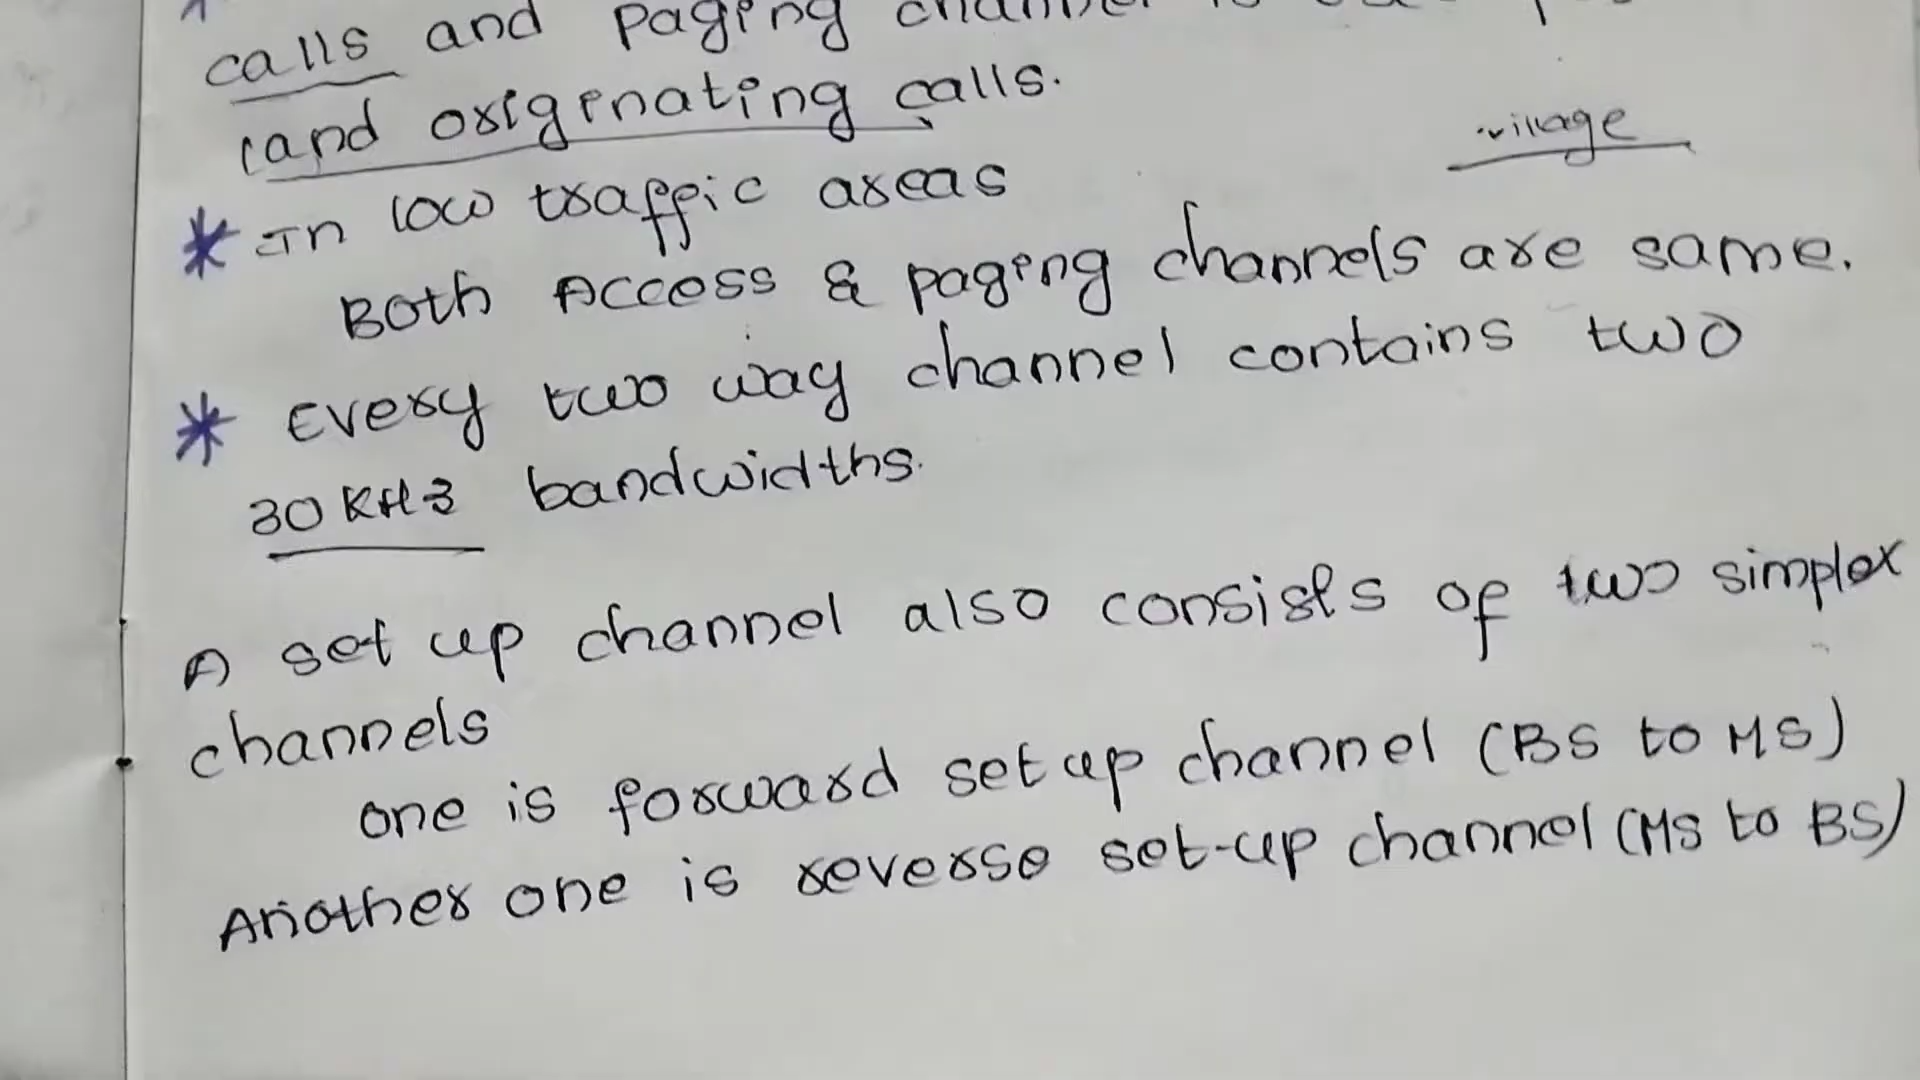 calls and paging channel is
(and originating calls.
village
* In low traffic areas
Both Access & paging channels are same.
* Every two way channel contains two
30 KHz bandwidths.
A set up channel also consists of two simplex
channels
one is forward set up channel (BS to MS)
Another one is reverse set-up channel (MS to BS)